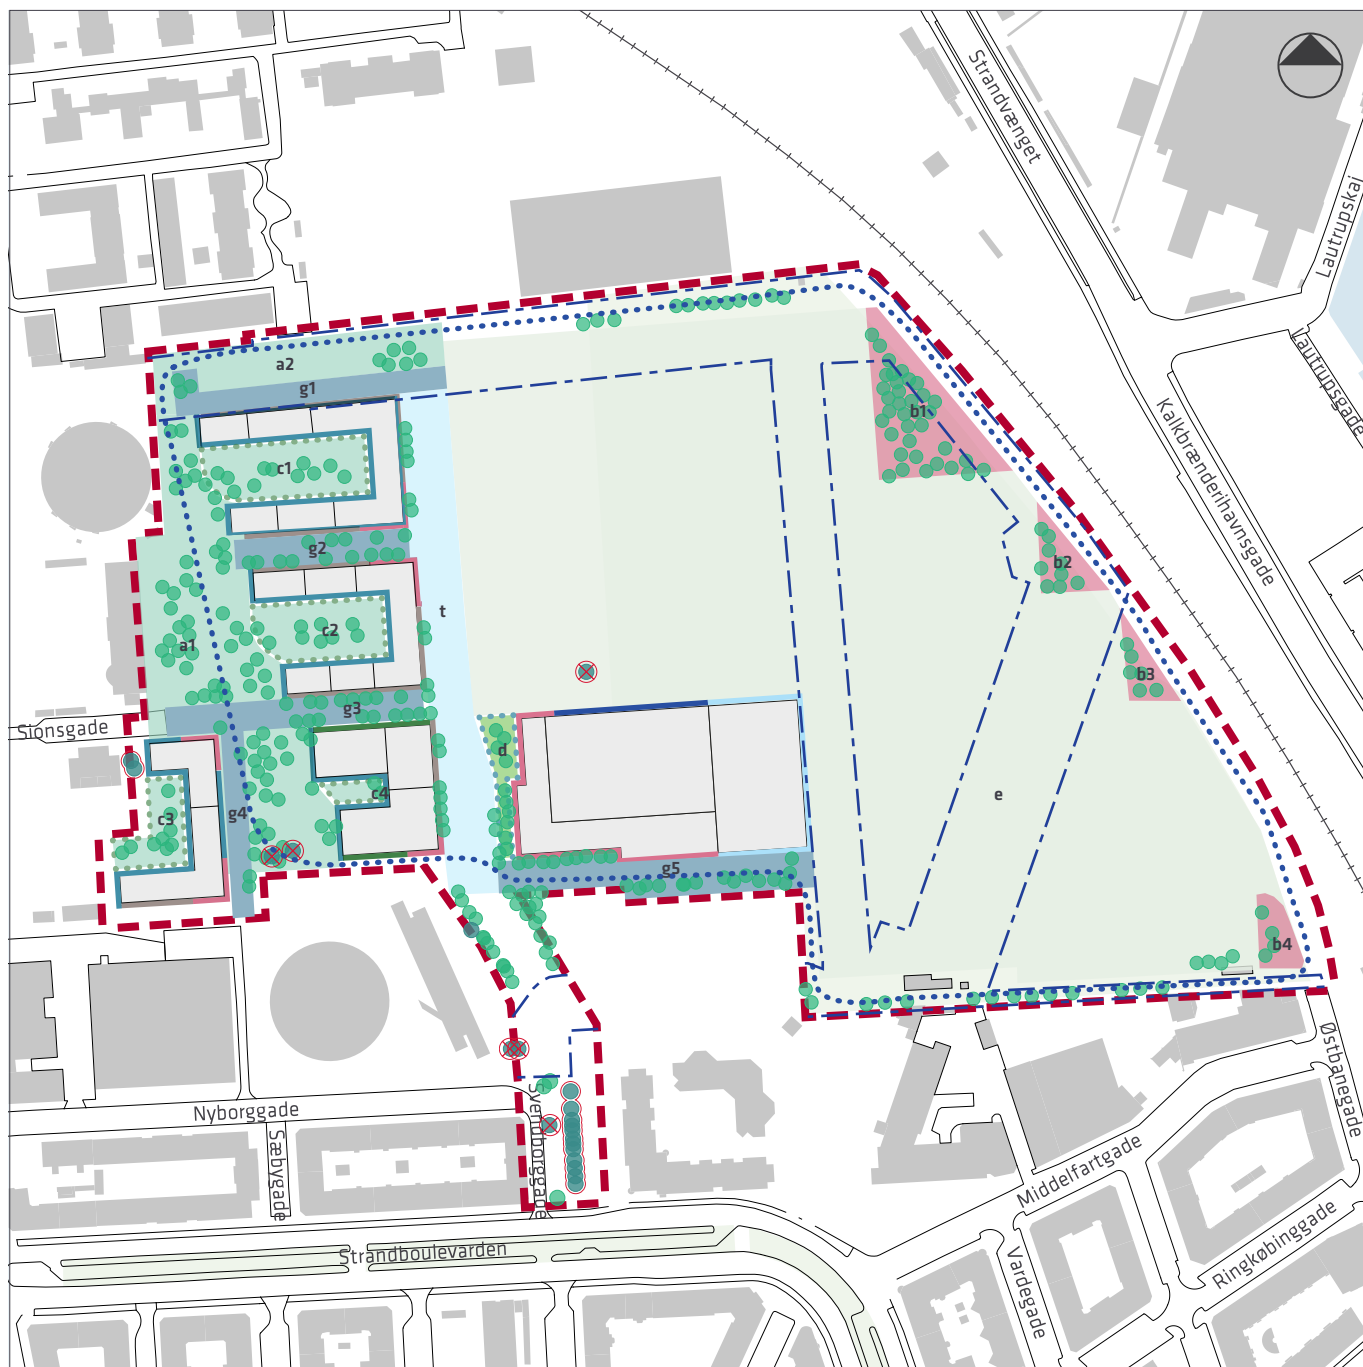 Strandvænget
Lautrupskaj
Lautrupsgade
Kalkbrænderihavnsgade
a2
g1
b1
c1
g2
b2
t
c2
a1
b3
g3
Sionsgade
d
c4
e
g4
c3
g5
b4
Østbanegade
Nyborggade
Sæbygade
Svendborggade
Middelfartgade
Strandboulevarden
Vardegade
Ringkøbinggade